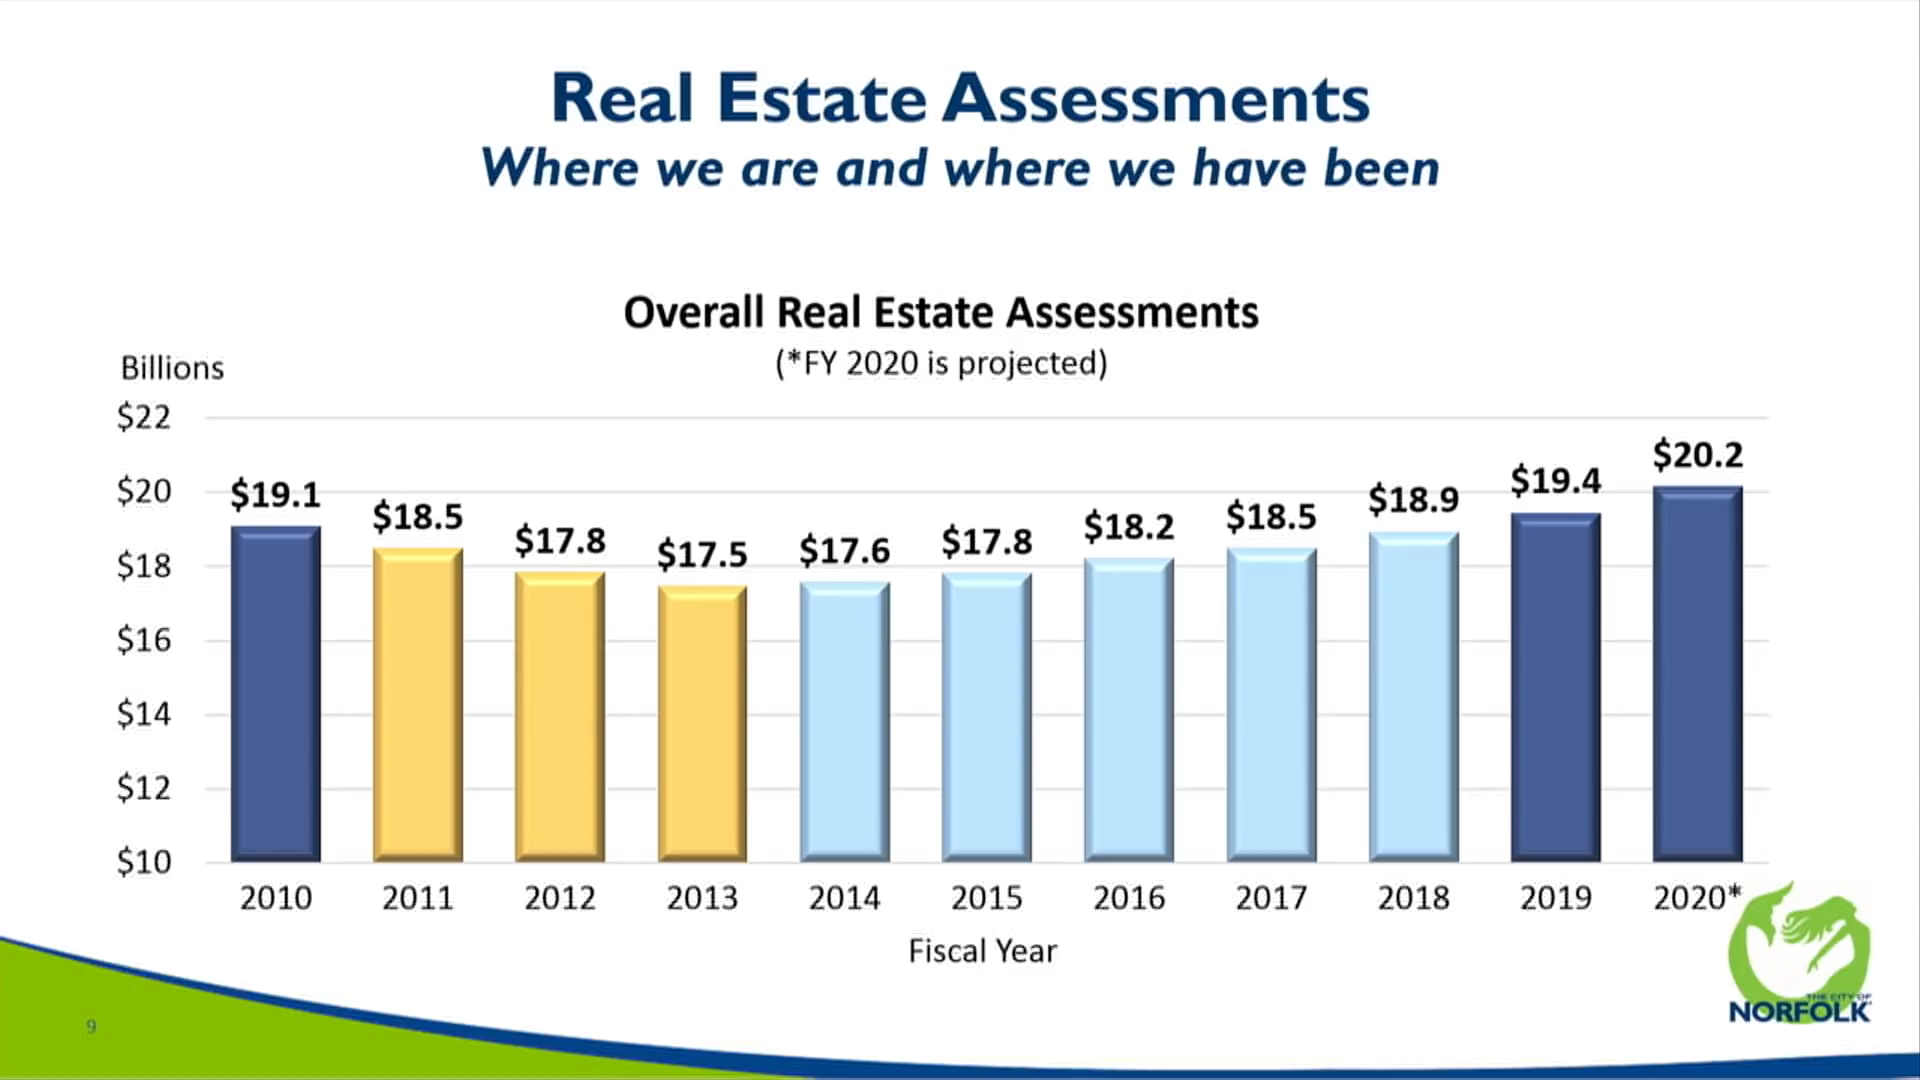 Real Estate Assessments
Where we are and where we have been
Overall Real Estate Assessments
(*FY 2020 is projected)
Billions
$22
$20
$18
$16
$14
$12
$10
$19.1
$18.5
$17.8
$17.5
$17.6
$17.8
$18.2
$18.5
$18.9
$19.4
$20.2
2010 2011 2012 2013 2014 2015 2016 2017 2018 2019 2020*
Fiscal Year
THE CITY OF
NORFOLK
9